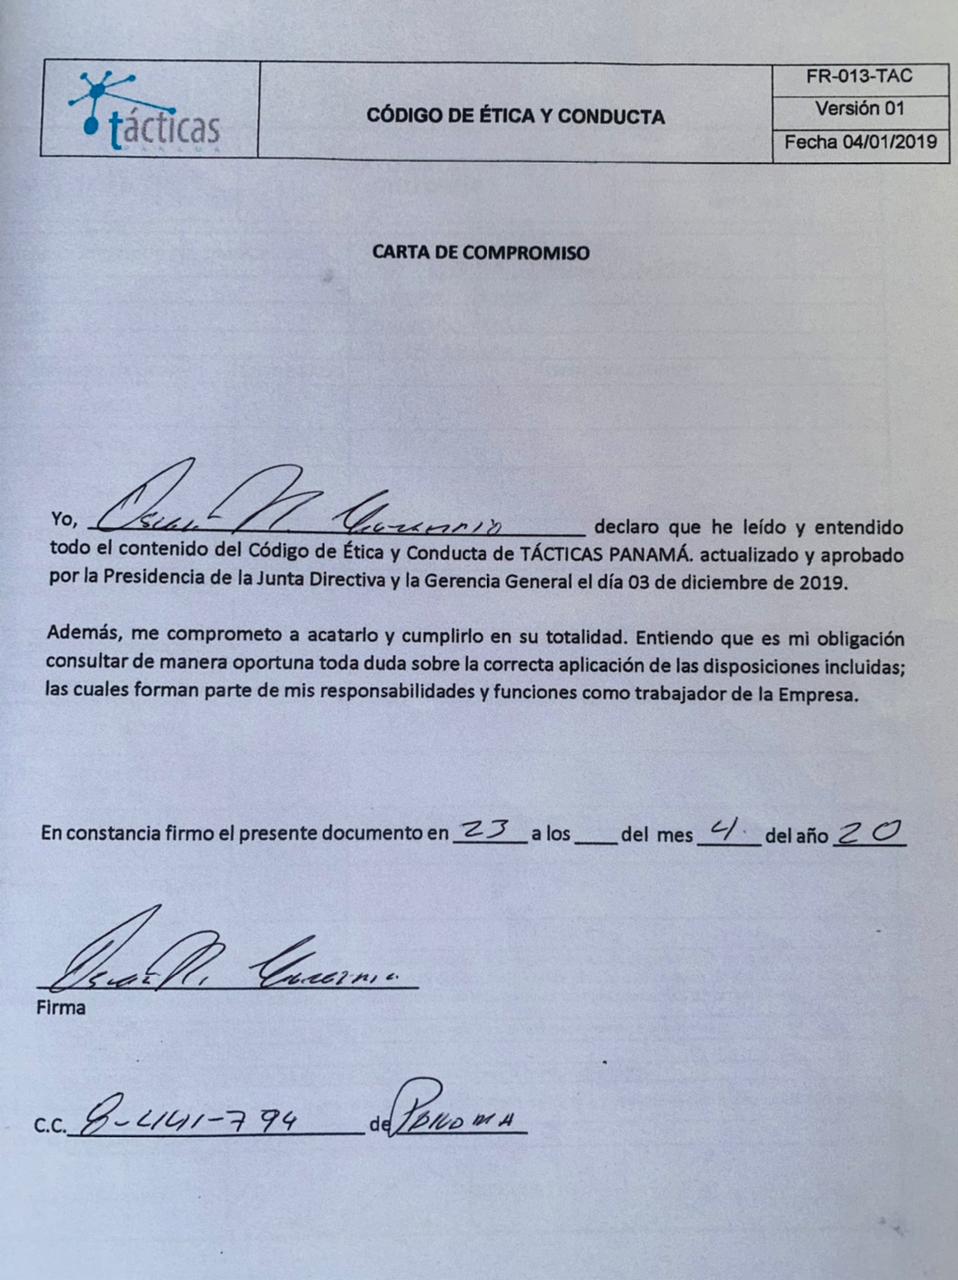 tácticas
PANAMÁ
CÓDIGO DE ÉTICA Y CONDUCTA
FR-013-TAC
Versión 01
Fecha 04/01/2019
CARTA DE COMPROMISO
Yo, Oscar N. declaro que he leído y entendido
todo el contenido del Código de Ética y Conducta de TÁCTICAS PANAMÁ. actualizado y aprobado
por la Presidencia de la Junta Directiva y la Gerencia General el día 03 de diciembre de 2019.
Además, me comprometo a acatarlo y cumplirlo en su totalidad. Entiendo que es mi obligación
consultar de manera oportuna toda duda sobre la correcta aplicación de las disposiciones incluidas;
las cuales forman parte de mis responsabilidades y funciones como trabajador de la Empresa.
En constancia firmo el presente documento en 23 a los ___ del mes 4. del año 20
Oscar N.
Firma
C.C. 8-441-794 de Panama